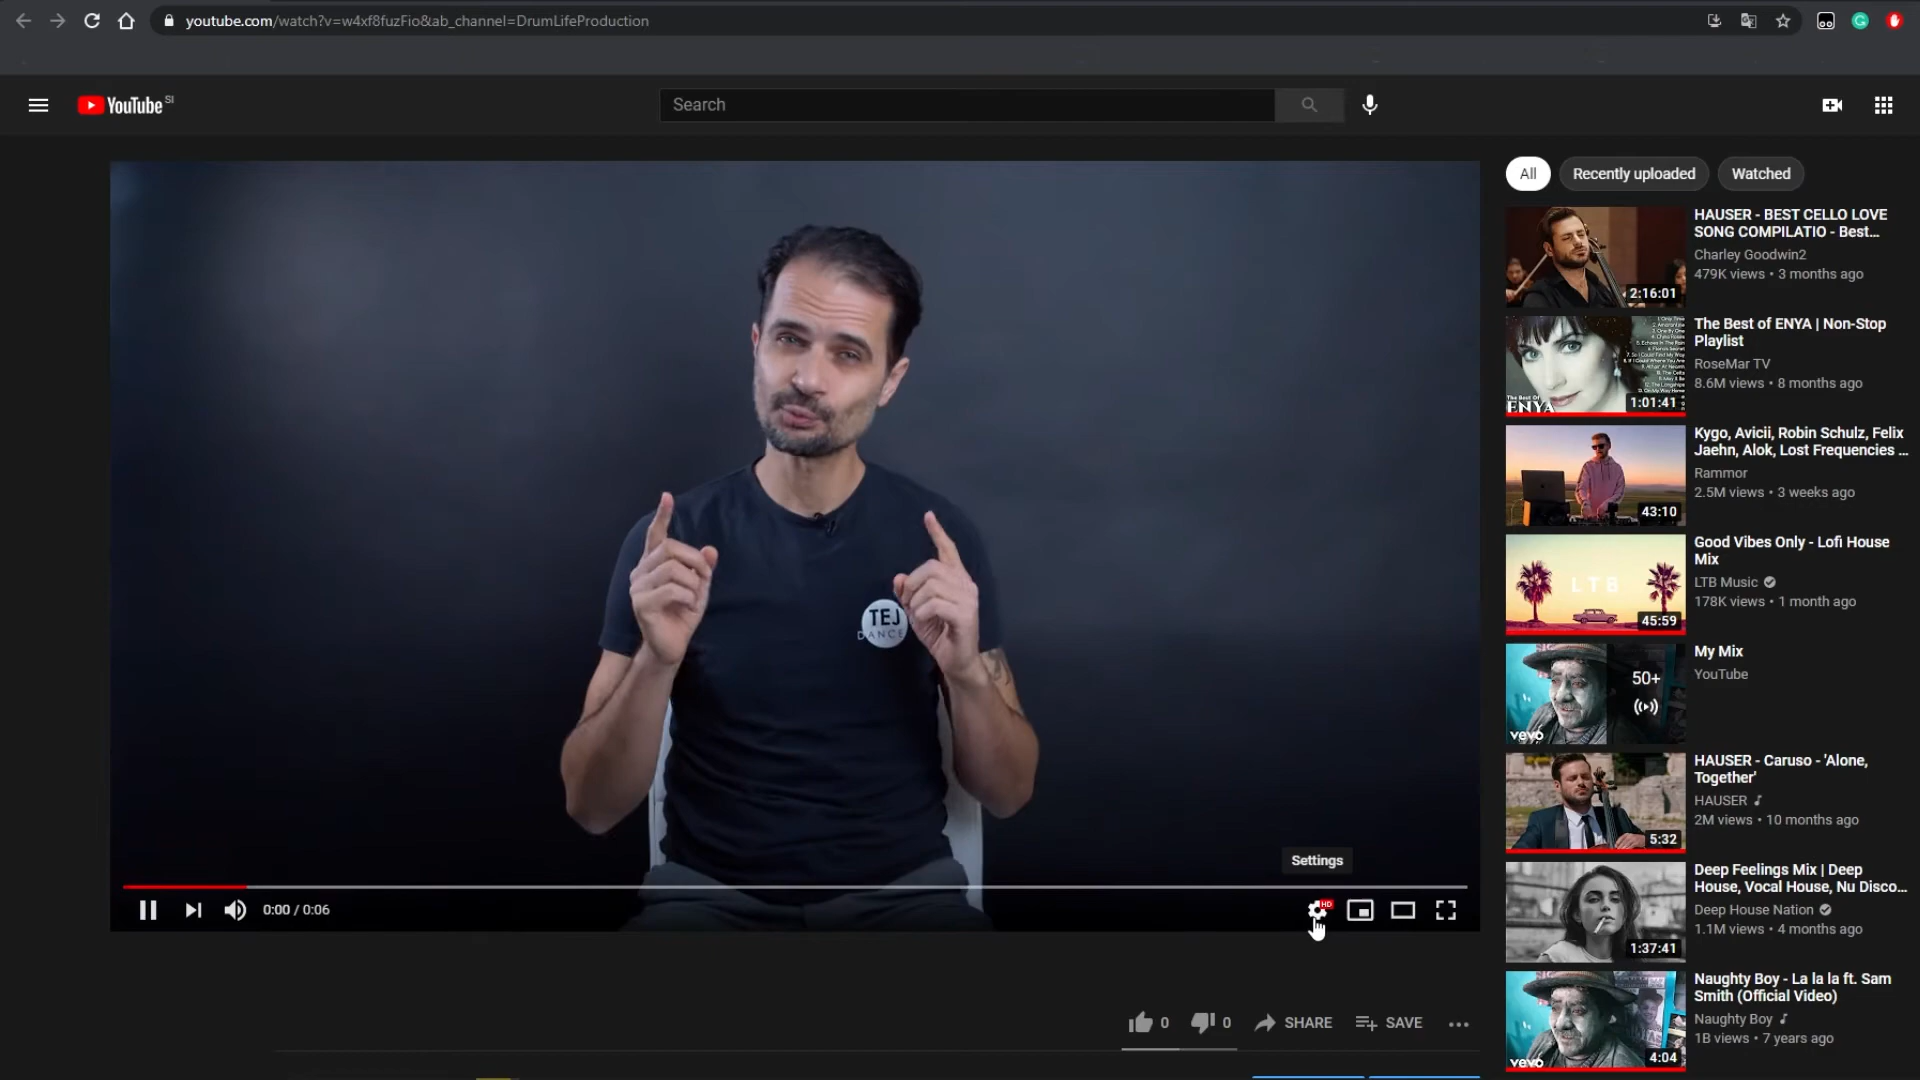 youtube.com/watch?v=w4xf8fuzFio&ab_channel=DrumLifeProduction
YouTube SI
Search
TEJ
DANCE
Settings
HD
0:00 / 0:06
0
0
SHARE
SAVE
All
Recently uploaded
Watched
2:16:01
HAUSER - BEST CELLO LOVE
SONG COMPILATIO - Best...
Charley Goodwin2
479K views • 3 months ago
The Best Of
ENYA
1:01:41
The Best of ENYA | Non-Stop
Playlist
RoseMar TV
8.6M views • 8 months ago
43:10
Kygo, Avicii, Robin Schulz, Felix
Jaehn, Alok, Lost Frequencies ...
Rammor
2.5M views • 3 weeks ago
LTB
45:59
Good Vibes Only - Lofi House
Mix
LTB Music
178K views • 1 month ago
50+
vevo
My Mix
YouTube
5:32
HAUSER - Caruso - 'Alone,
Together'
HAUSER
2M views • 10 months ago
1:37:41
Deep Feelings Mix | Deep
House, Vocal House, Nu Disco...
Deep House Nation
1.1M views • 4 months ago
vevo
4:04
Naughty Boy - La la la ft. Sam
Smith (Official Video)
Naughty Boy
1B views • 7 years ago